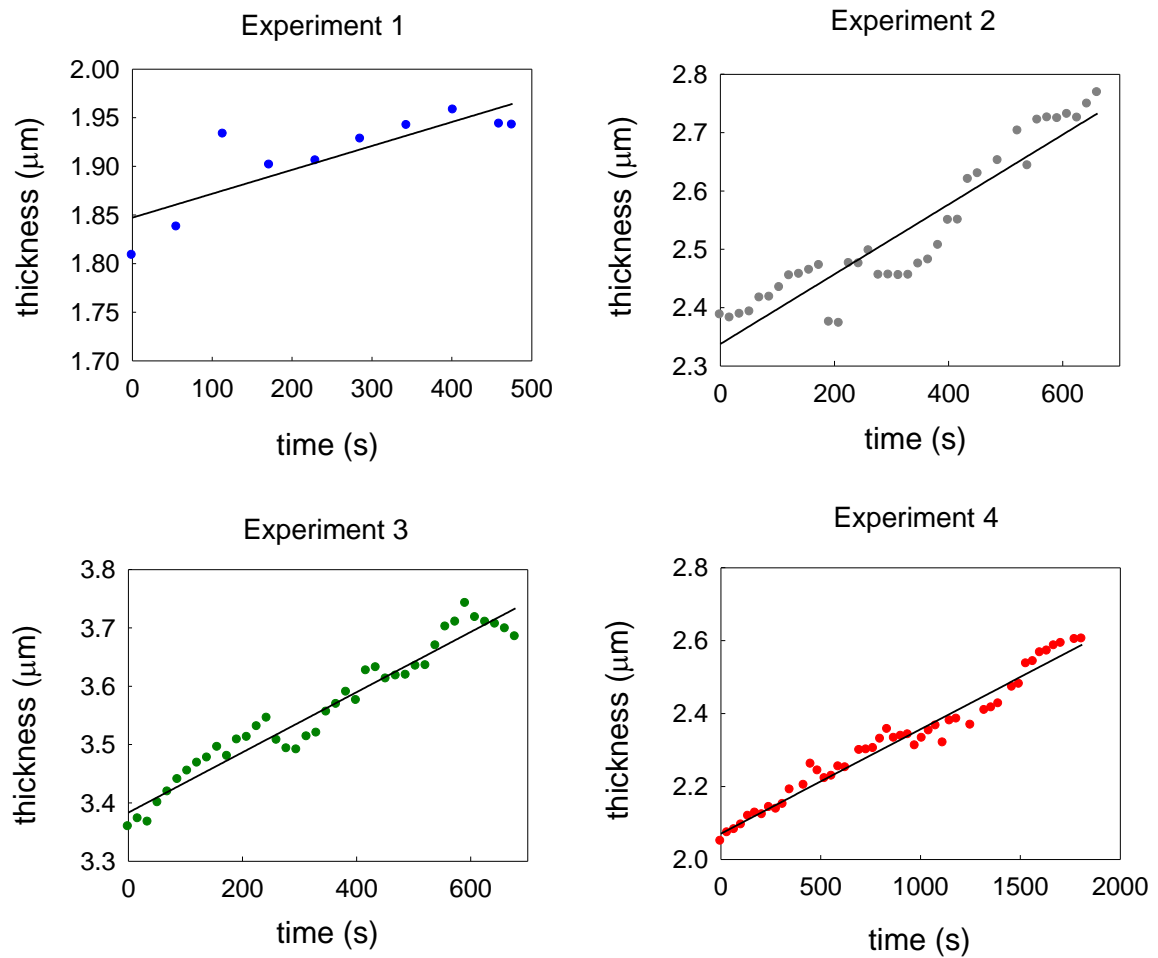 Experiment 1
2.00
1.95
1.90
1.85
1.80
1.75
1.70
thickness (μm)
0 100 200 300 400 500
time (s)
Experiment 2
2.8
2.7
2.6
2.5
2.4
2.3
thickness (μm)
0 200 400 600
time (s)
Experiment 3
3.8
3.7
3.6
3.5
3.4
3.3
thickness (μm)
0 200 400 600
time (s)
Experiment 4
2.8
2.6
2.4
2.2
2.0
thickness (μm)
0 500 1000 1500 2000
time (s)